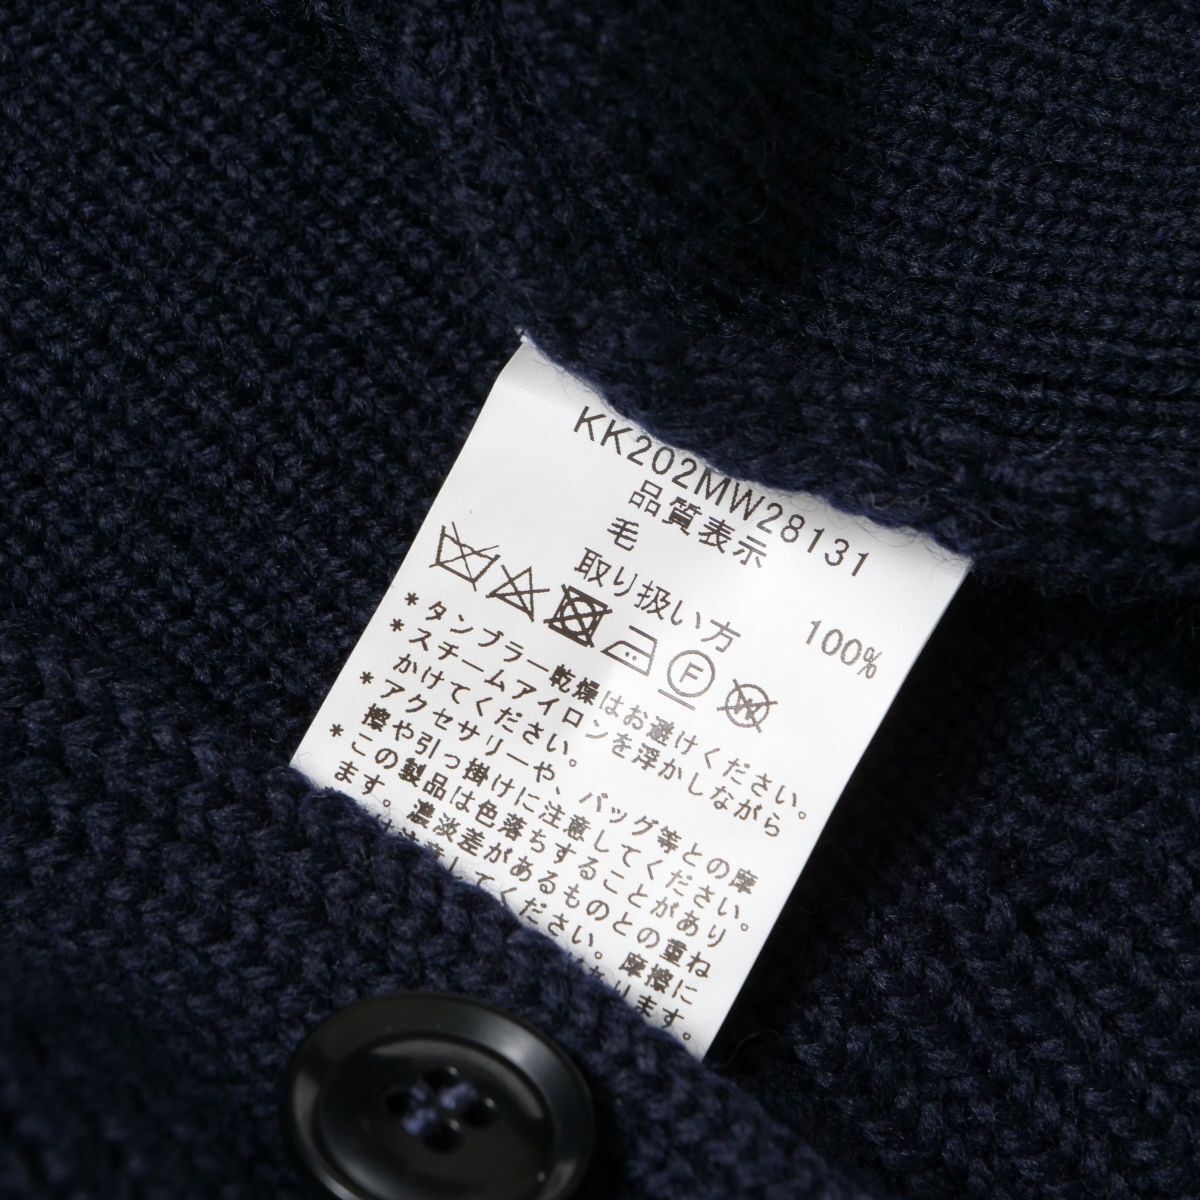 KK202MW28131
品質表示
毛 100%
取り扱い方
F
W
*タンブラー乾燥はお避けください。
*スチームアイロンを浮かしながら
かけてください。
*アクセサリーや、バッグ等との摩
擦や引っ掛けに注意してください。
*この製品は色落ちすることがあり
ます。濃淡差があるものとの重ね
してください。摩擦に
あります。